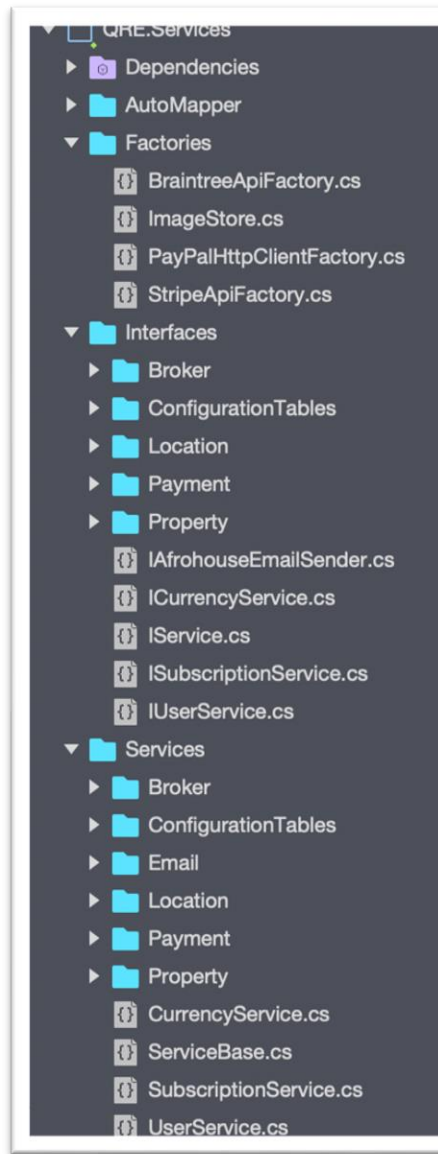 QRE.Services
Dependencies
AutoMapper
Factories
BraintreeApiFactory.cs
ImageStore.cs
PayPalHttpClientFactory.cs
StripeApiFactory.cs
Interfaces
Broker
ConfigurationTables
Location
Payment
Property
IAfrohouseEmailSender.cs
ICurrencyService.cs
IService.cs
ISubscriptionService.cs
IUserService.cs
Services
Broker
ConfigurationTables
Email
Location
Payment
Property
CurrencyService.cs
ServiceBase.cs
SubscriptionService.cs
UserService.cs